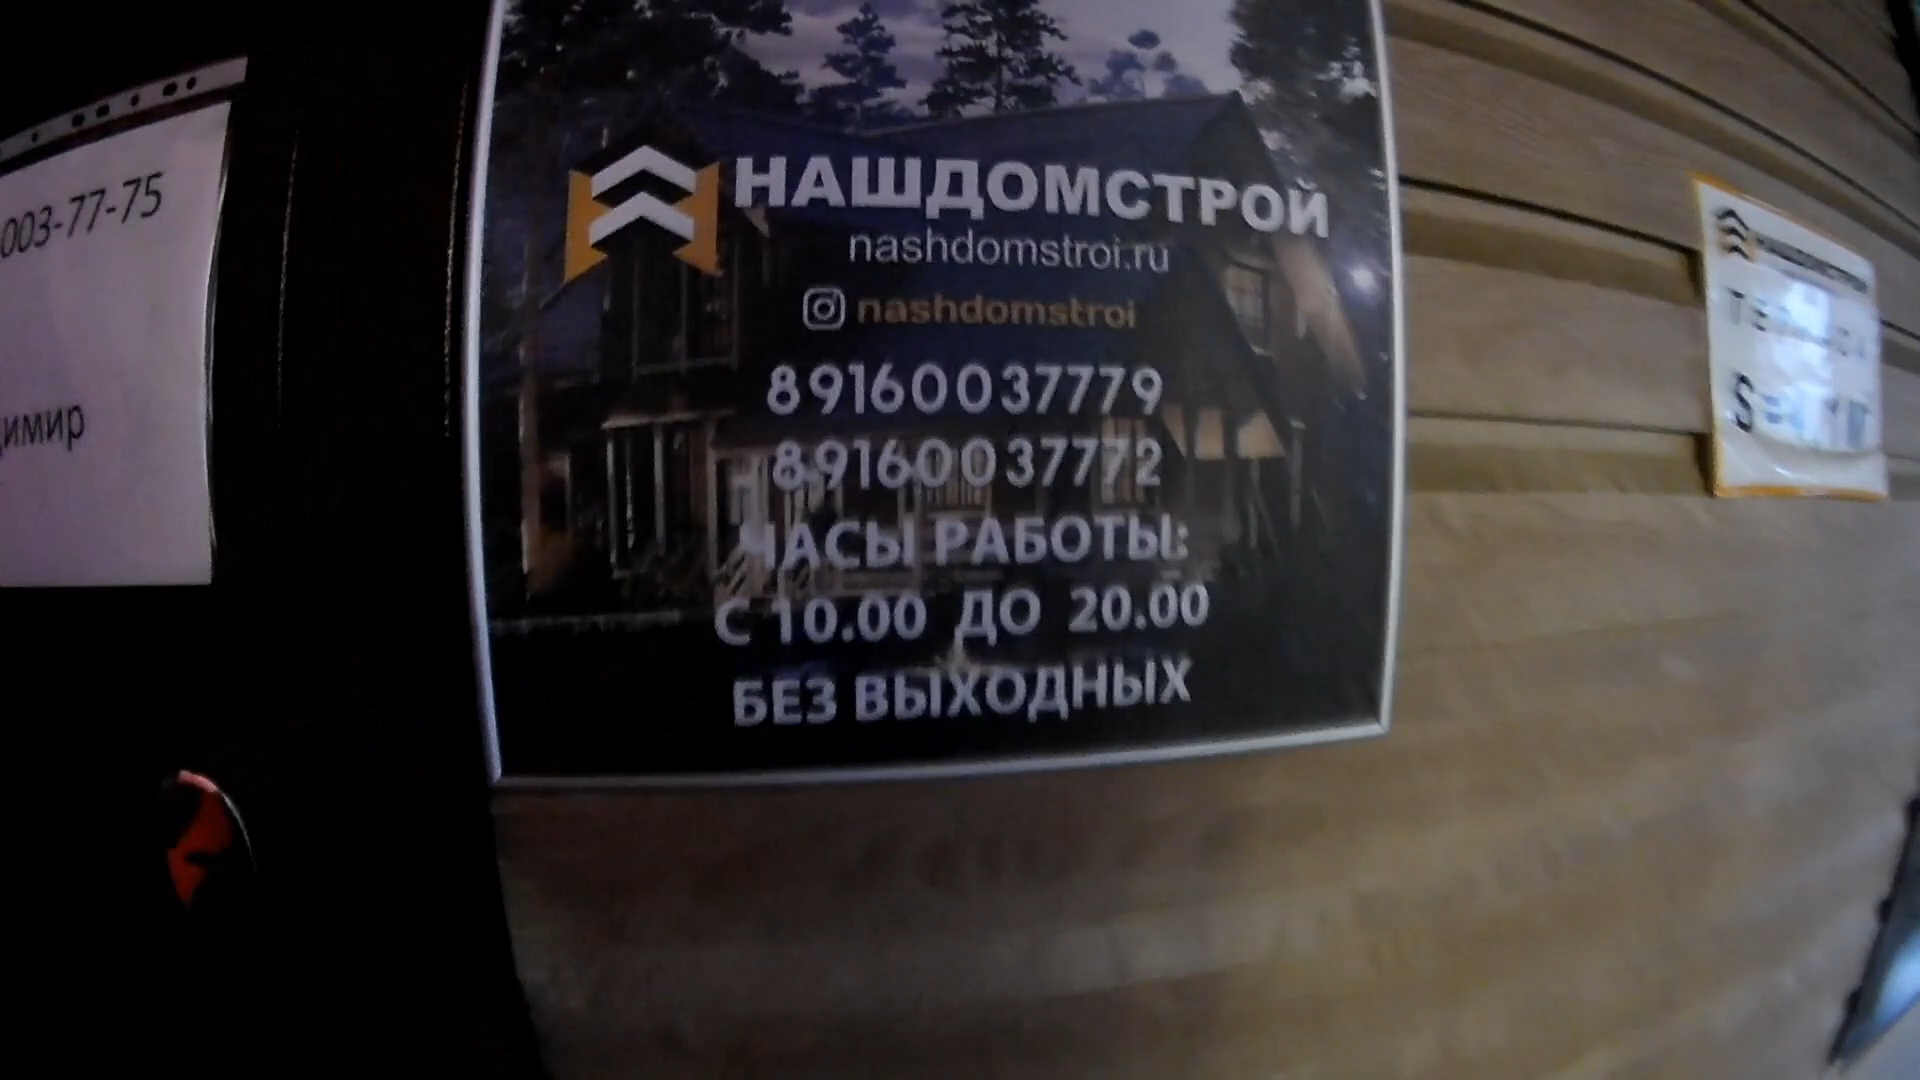 003-77-75
имир
НАШДОМСТРОЙ
nashdomstroi.ru
nashdomstroi
89160037779
89160037772
ЧАСЫ РАБОТЫ:
С 10.00 ДО 20.00
БЕЗ ВЫХОДНЫХ
НАШДОМСТРОЙ